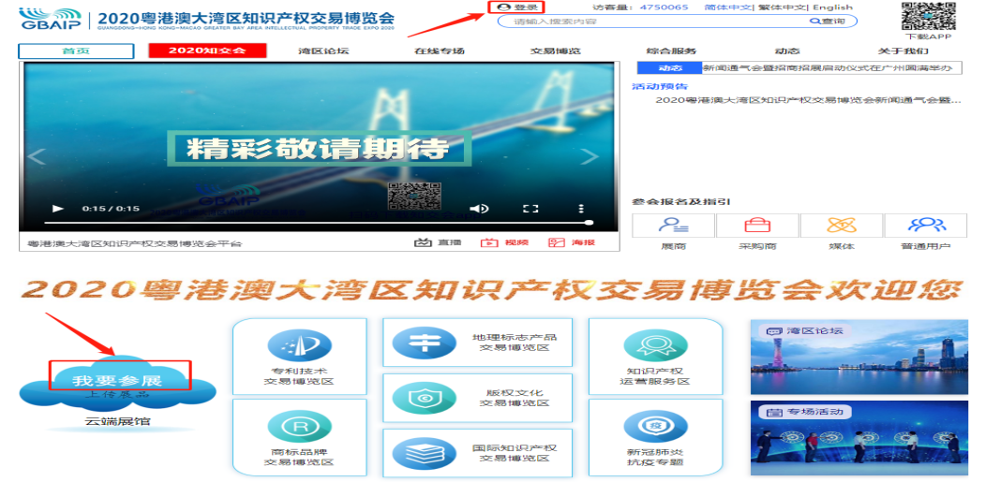 登录
访客量：4750065
简体中文| 繁体中文| English
GBAIP
2020粤港澳大湾区知识产权交易博览会
GUANGDONG-HONG KONG-MACAO GREATER BAY AREA INTELLECTUAL PROPERTY TRADE EXPO 2020
请输入搜索内容
查询
下载APP
首页
2020知交会
湾区论坛
在线专场
交易博览
综合服务
动态
关于我们
精彩敬请期待
GBAIP
0:15 / 0:15
粤港澳大湾区知识产权交易博览会平台
直播
视频
海报
动态
新闻通气会暨招商招展启动仪式在广州圆满举办
活动预告
2020粤港澳大湾区知识产权交易博览会新闻通气会暨...
参会报名及指引
展商
采购商
媒体
普通用户
2020粤港澳大湾区知识产权交易博览会欢迎您
我要参展
上传展品
云端展馆
专利技术
交易博览区
地理标志产品
交易博览区
知识产权
运营服务区
版权文化
交易博览区
商标品牌
交易博览区
国际知识产权
交易博览区
疫
新冠肺炎
抗疫专题
湾区论坛
专场活动